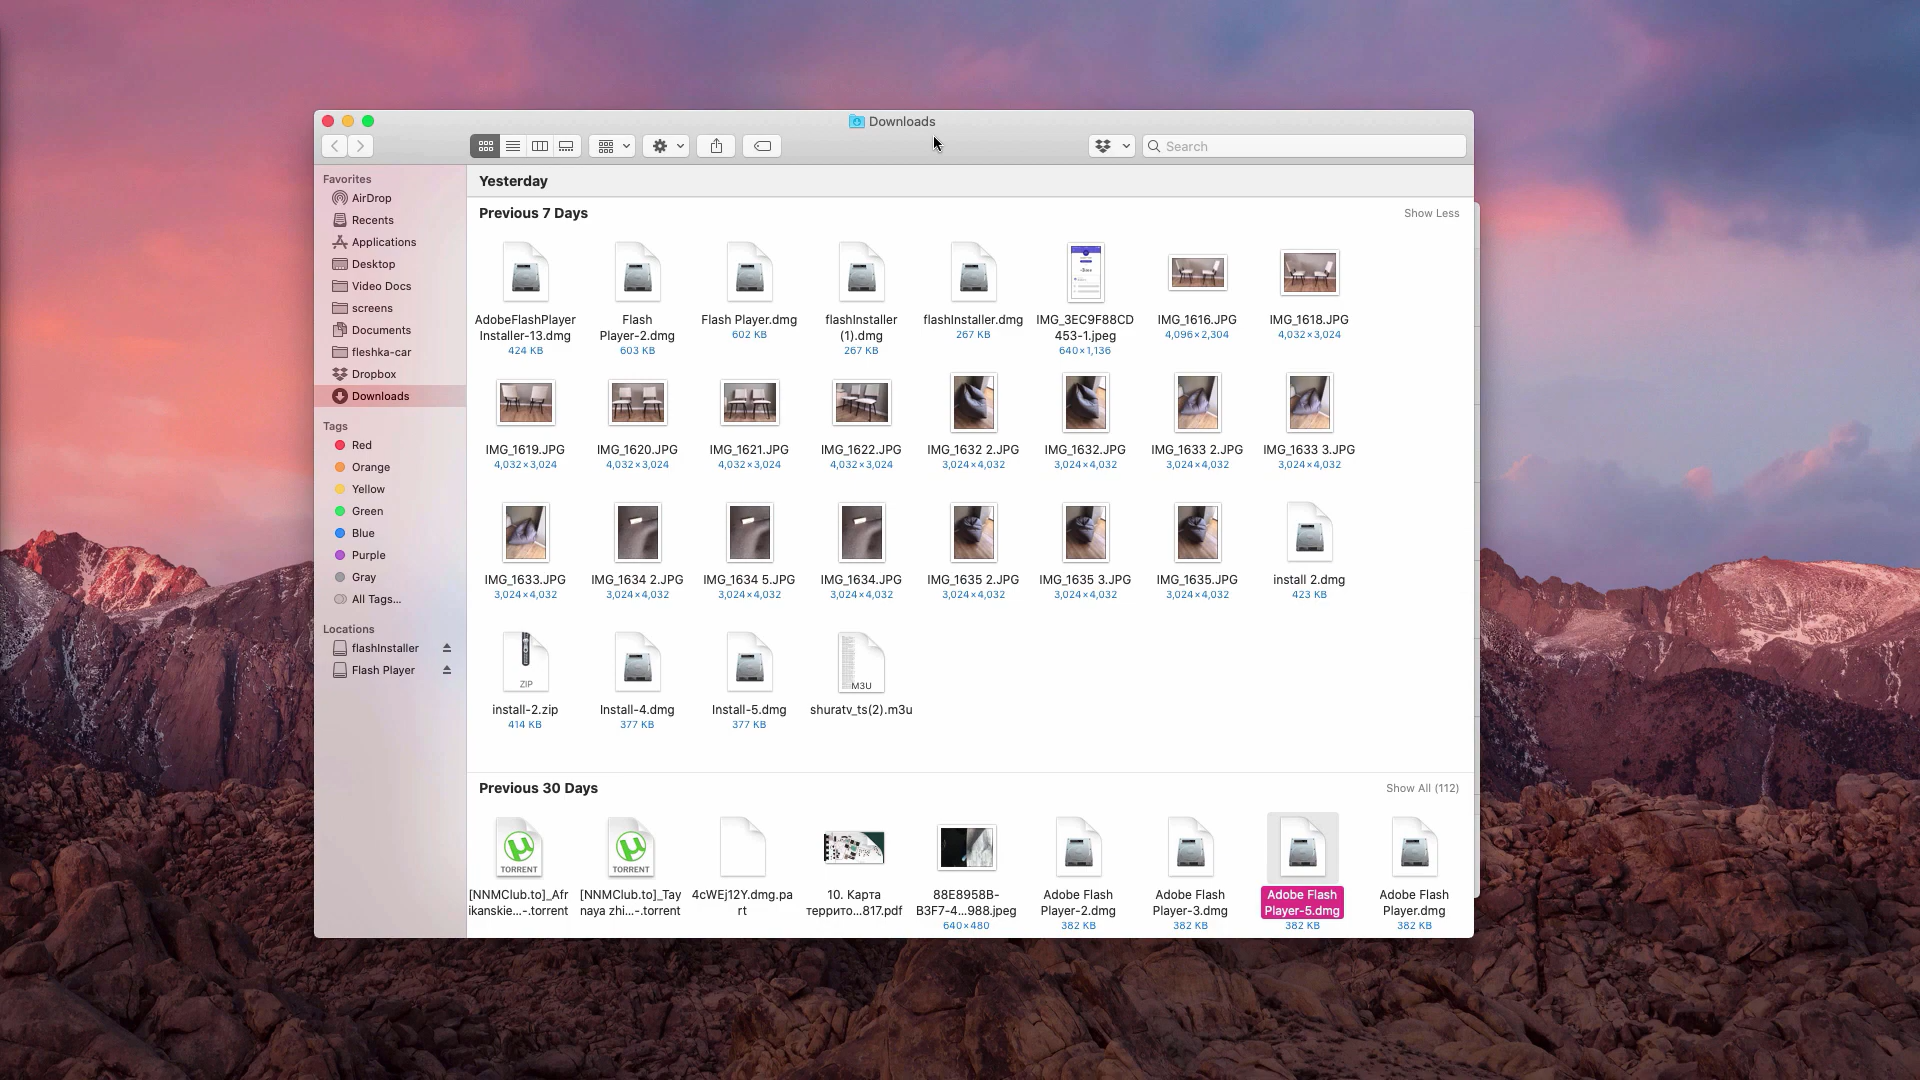 Downloads
Search
Favorites
AirDrop
Recents
Applications
Desktop
Video Docs
screens
Documents
fleshka-car
Dropbox
Downloads
Tags
Red
Orange
Yellow
Green
Blue
Purple
Gray
All Tags...
Locations
flashInstaller
Flash Player
Yesterday
Previous 7 Days
Show Less
AdobeFlashPlayer
Installer-13.dmg
424 KB
Flash
Player-2.dmg
603 KB
Flash Player.dmg
602 KB
flashInstaller
(1).dmg
267 KB
flashInstaller.dmg
267 KB
IMG_3EC9F88CD
453-1.jpeg
640×1,136
IMG_1616.JPG
4,096×2,304
IMG_1618.JPG
4,032×3,024
IMG_1619.JPG
4,032×3,024
IMG_1620.JPG
4,032×3,024
IMG_1621.JPG
4,032×3,024
IMG_1622.JPG
4,032×3,024
IMG_1632 2.JPG
3,024×4,032
IMG_1632.JPG
3,024×4,032
IMG_1633 2.JPG
3,024×4,032
IMG_1633 3.JPG
3,024×4,032
IMG_1633.JPG
3,024×4,032
IMG_1634 2.JPG
3,024×4,032
IMG_1634 5.JPG
3,024×4,032
IMG_1634.JPG
3,024×4,032
IMG_1635 2.JPG
3,024×4,032
IMG_1635 3.JPG
3,024×4,032
IMG_1635.JPG
3,024×4,032
install 2.dmg
423 KB
ZIP
install-2.zip
414 KB
Install-4.dmg
377 KB
Install-5.dmg
377 KB
M3U
shuratv_ts(2).m3u
Previous 30 Days
Show All (112)
TORRENT
[NNMClub.to]_Afr
ikanskie...-.torrent
TORRENT
[NNMClub.to]_Tay
naya zhi...-.torrent
4cWEj12Y.dmg.pa
rt
10. Карта
террито...817.pdf
88E8958B-
B3F7-4...988.jpeg
640×480
Adobe Flash
Player-2.dmg
382 KB
Adobe Flash
Player-3.dmg
382 KB
Adobe Flash
Player-5.dmg
382 KB
Adobe Flash
Player.dmg
382 KB